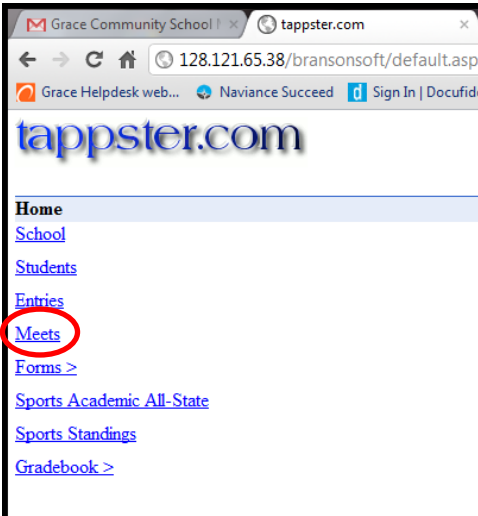 Grace Community School tappster.com
128.121.65.38/bransonsoft/default.asp
Grace Helpdesk web... Naviance Succeed Sign In | Docufide
tappster.com
Home
School
Students
Entries
Meets
Forms >
Sports Academic All-State
Sports Standings
Gradebook >